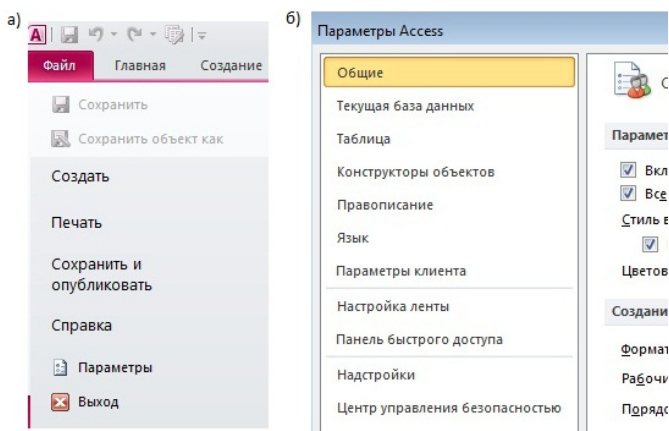 а)
Файл Главная Создание
Сохранить
Сохранить объект как
Создать
Печать
Сохранить и
опубликовать
Справка
Параметры
Выход
б)
Параметры Access
Общие
Текущая база данных
Таблица
Конструкторы объектов
Правописание
Язык
Параметры клиента
Настройка ленты
Панель быстрого доступа
Надстройки
Центр управления безопасностью